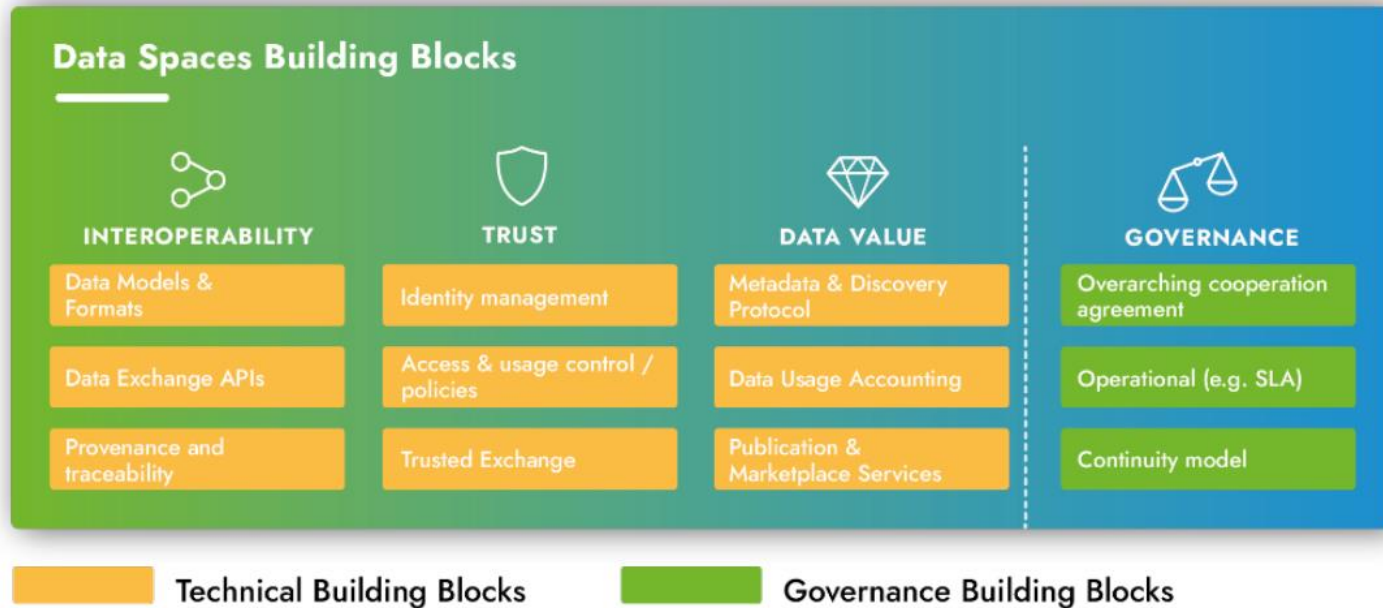 Data Spaces Building Blocks
INTEROPERABILITY
Data Models &
Formats
Data Exchange APIs
Provenance and
traceability
TRUST
Identity management
Access & usage control /
policies
Trusted Exchange
DATA VALUE
Metadata & Discovery
Protocol
Data Usage Accounting
Publication &
Marketplace Services
GOVERNANCE
Overarching cooperation
agreement
Operational (e.g. SLA)
Continuity model
Technical Building Blocks
Governance Building Blocks